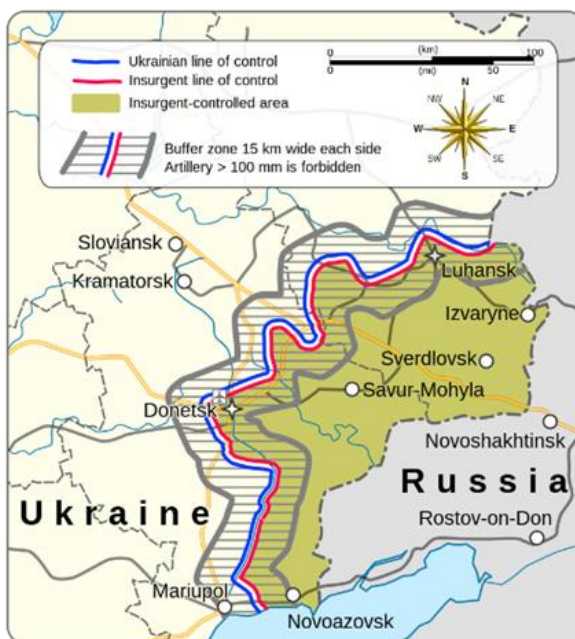 Ukrainian line of control
Insurgent line of control
Insurgent-controlled area
Buffer zone 15 km wide each side
Artillery > 100 mm is forbidden
0 (km) 100
0 (mi) 50
N
NW NE
W E
SW SE
S
Sloviansk
Kramatorsk
Luhansk
Izvaryne
Sverdlovsk
Savur-Mohyla
Donetsk
Novoshakhtinsk
Ukraine
Russia
Rostov-on-Don
Mariupol
Novoazovsk